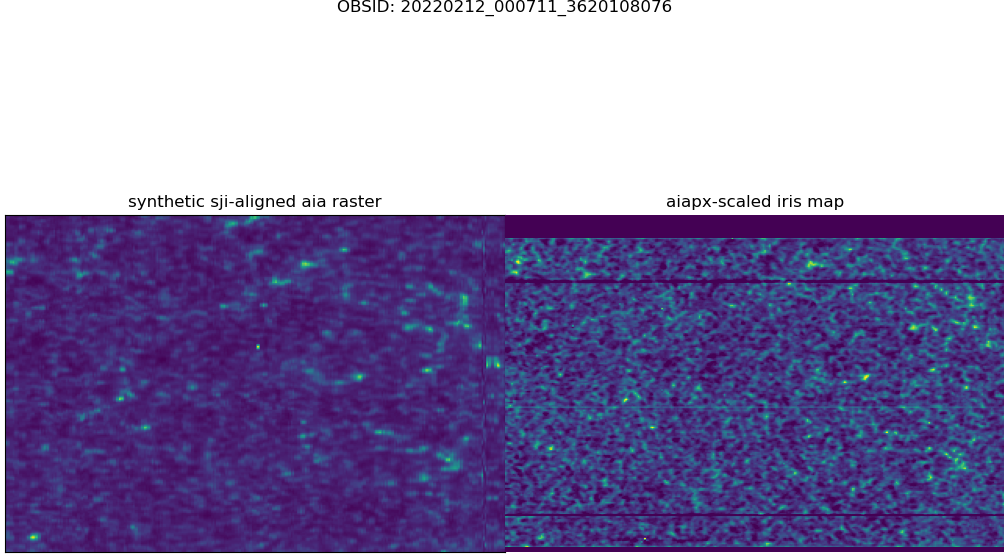 OBSID: 20220212_000711_3620108076
synthetic sji-aligned aia raster
aiapx-scaled iris map